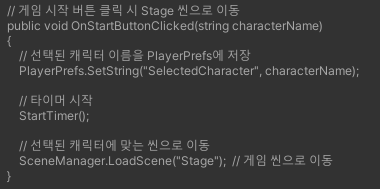 // 게임 시작 버튼 클릭 시 Stage 씬으로 이동
public void OnStartButtonClicked(string characterName)
{
// 선택된 캐릭터 이름을 PlayerPrefs에 저장
PlayerPrefs.SetString("SelectedCharacter", characterName);
// 타이머 시작
StartTimer();
// 선택된 캐릭터에 맞는 씬으로 이동
SceneManager.LoadScene("Stage"); // 게임 씬으로 이동
}